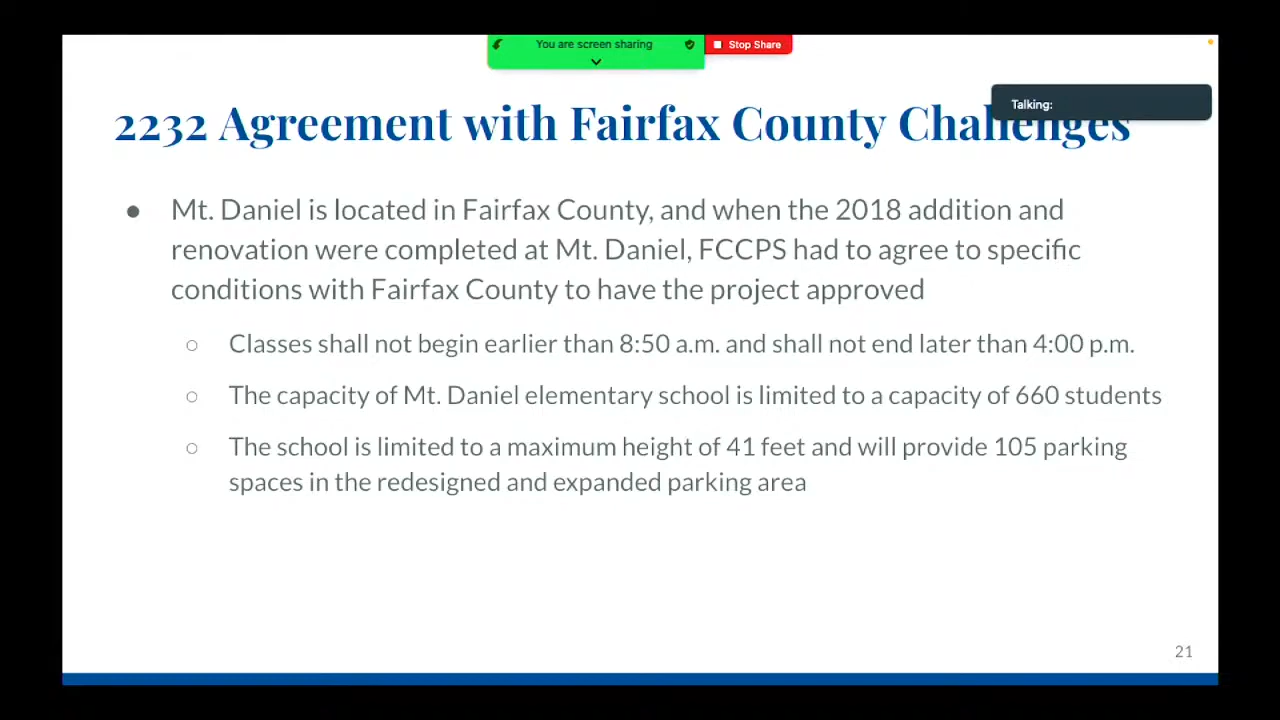 You are screen sharing
Stop Share
Talking:
2232 Agreement with Fairfax County Challenges
● Mt. Daniel is located in Fairfax County, and when the 2018 addition and
renovation were completed at Mt. Daniel, FCCPS had to agree to specific
conditions with Fairfax County to have the project approved
○ Classes shall not begin earlier than 8:50 a.m. and shall not end later than 4:00 p.m.
○ The capacity of Mt. Daniel elementary school is limited to a capacity of 660 students
○ The school is limited to a maximum height of 41 feet and will provide 105 parking
spaces in the redesigned and expanded parking area
21